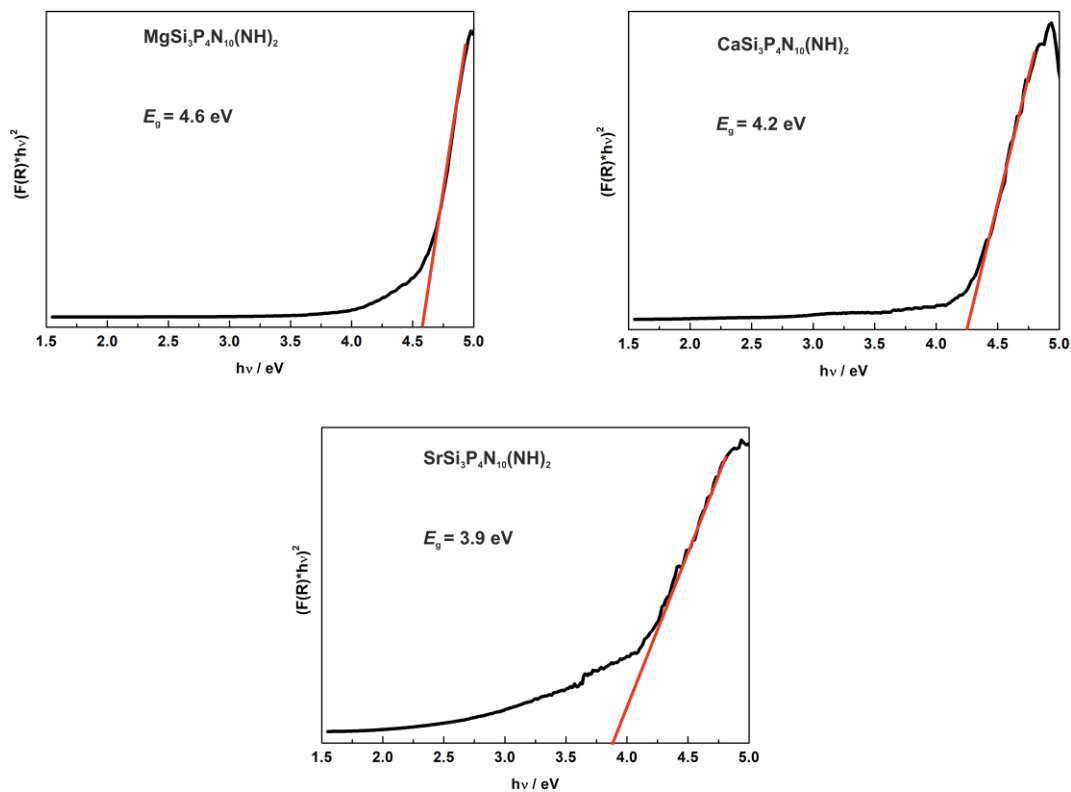 MgSi₃P₄N₁₀(NH)₂
E_g = 4.6 eV
(F(R)*hν)²
1.5 2.0 2.5 3.0 3.5 4.0 4.5 5.0
hν / eV
CaSi₃P₄N₁₀(NH)₂
E_g = 4.2 eV
(F(R)*hν)²
1.5 2.0 2.5 3.0 3.5 4.0 4.5 5.0
hν / eV
SrSi₃P₄N₁₀(NH)₂
E_g = 3.9 eV
(F(R)*hν)²
1.5 2.0 2.5 3.0 3.5 4.0 4.5 5.0
hν / eV